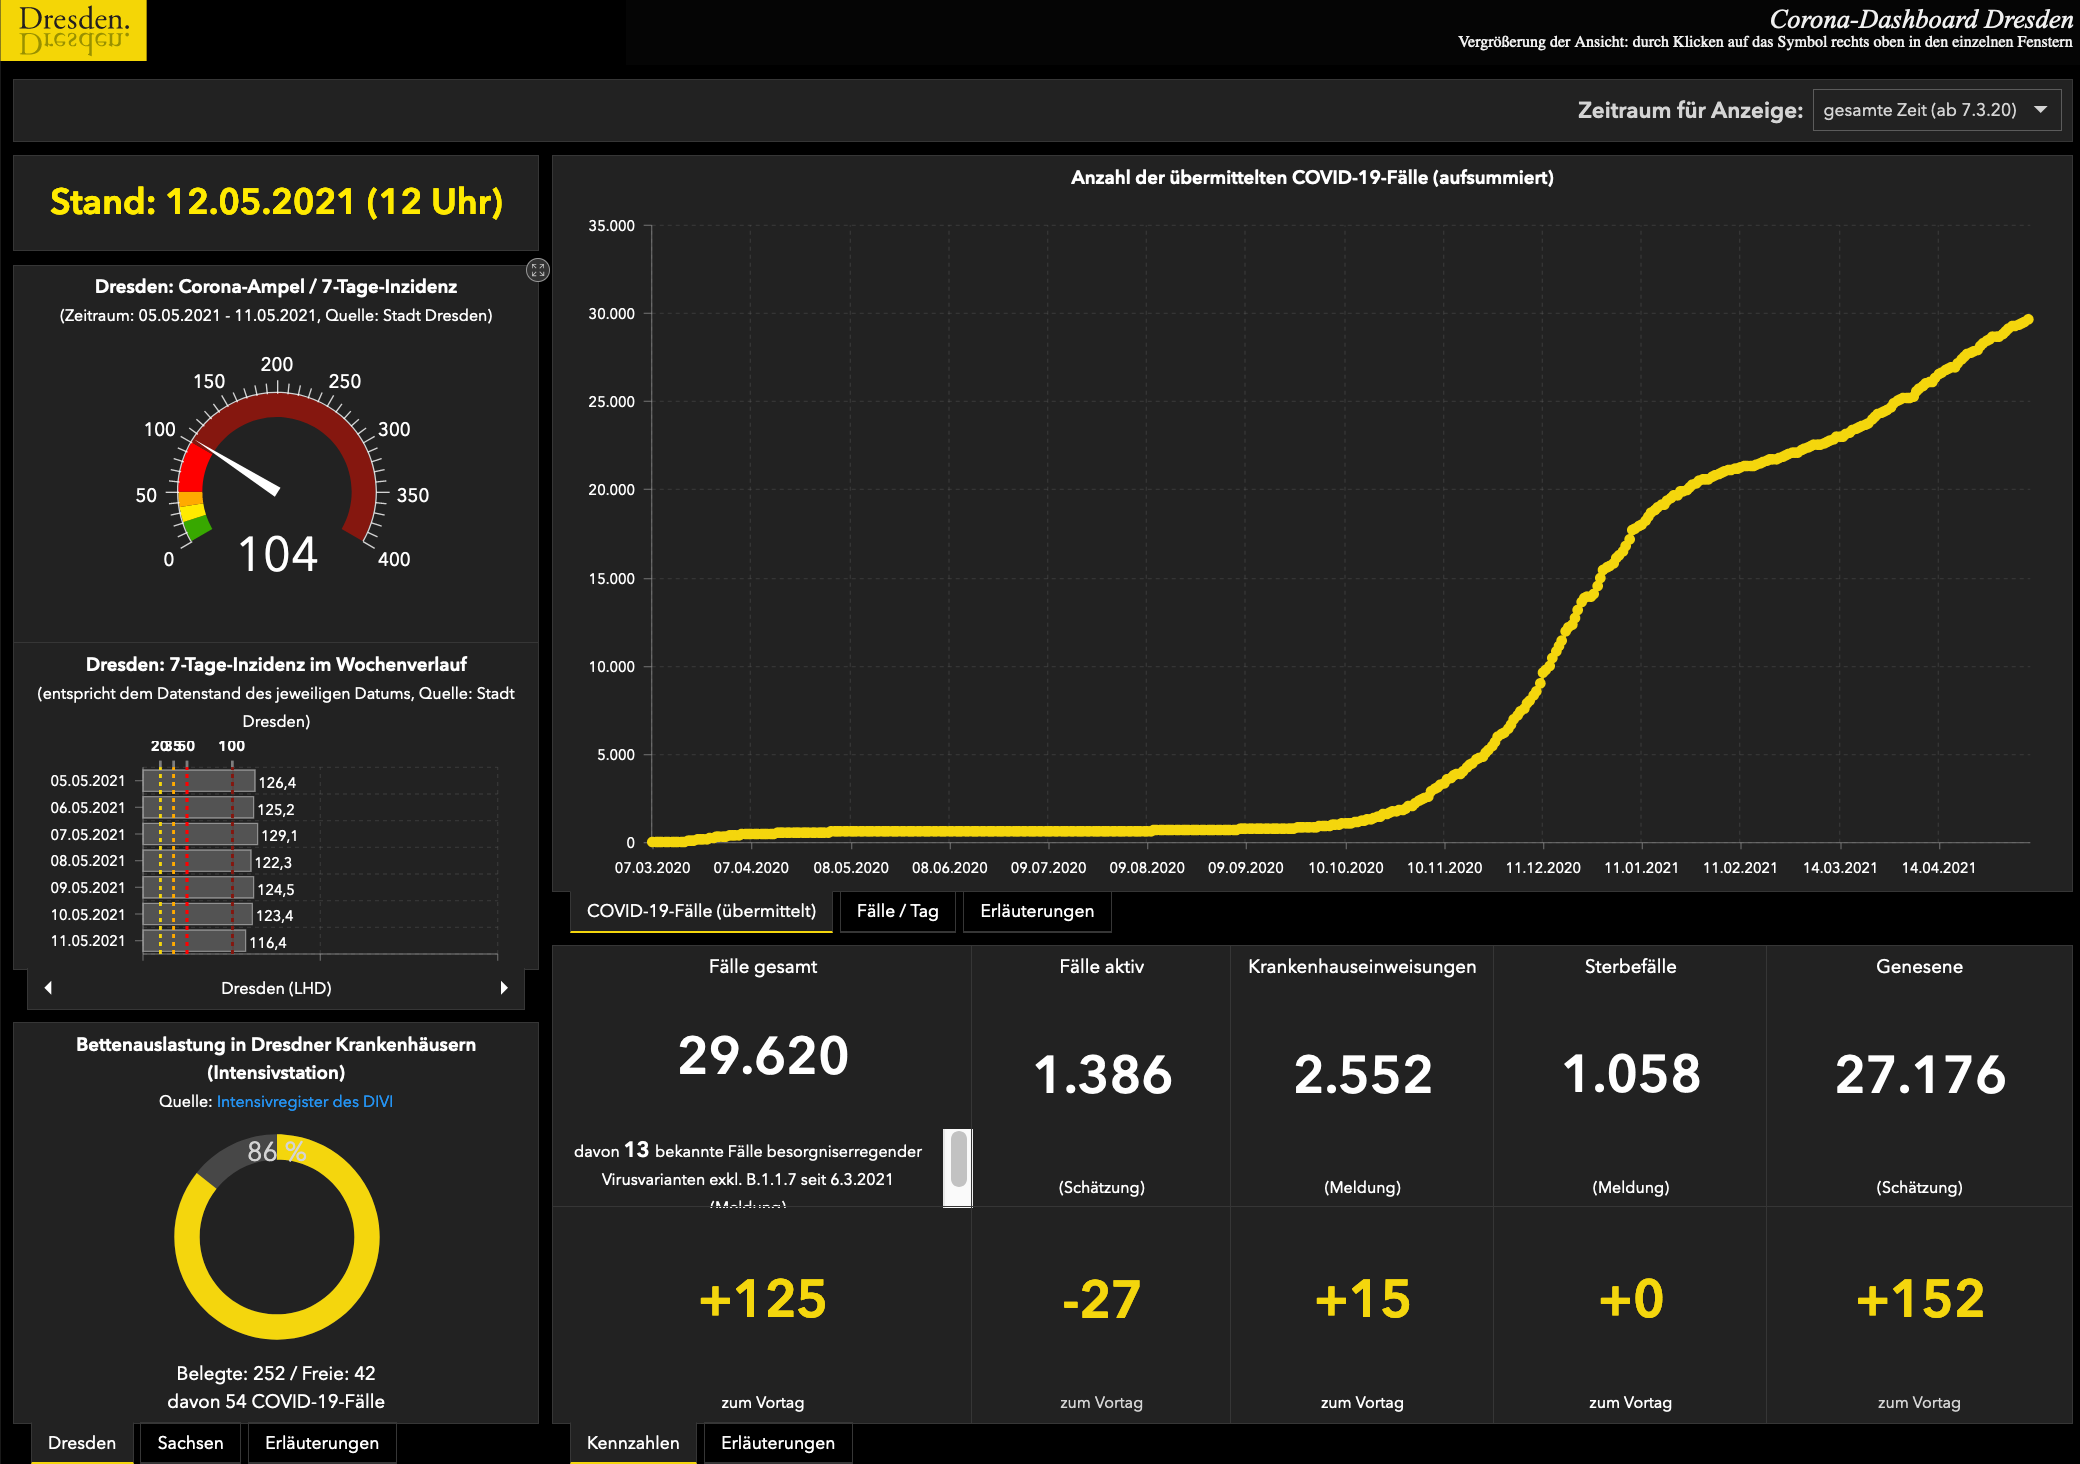 Dresden.
Corona-Dashboard Dresden
Vergrößerung der Ansicht: durch Klicken auf das Symbol rechts oben in den einzelnen Fenstern
Zeitraum für Anzeige: gesamte Zeit (ab 7.3.20)
Stand: 12.05.2021 (12 Uhr)
Dresden: Corona-Ampel / 7-Tage-Inzidenz
(Zeitraum: 05.05.2021 - 11.05.2021, Quelle: Stadt Dresden)
0
50
100
150
200
250
300
350
400
104
Dresden: 7-Tage-Inzidenz im Wochenverlauf
(entspricht dem Datenstand des jeweiligen Datums, Quelle: Stadt
Dresden)
20 35 50 100
05.05.2021 126,4
06.05.2021 125,2
07.05.2021 129,1
08.05.2021 122,3
09.05.2021 124,5
10.05.2021 123,4
11.05.2021 116,4
Dresden (LHD)
Bettenauslastung in Dresdner Krankenhäusern
(Intensivstation)
Quelle: Intensivregister des DIVI
86 %
Belegte: 252 / Freie: 42
davon 54 COVID-19-Fälle
Dresden Sachsen Erläuterungen
Anzahl der übermittelten COVID-19-Fälle (aufsummiert)
35.000
30.000
25.000
20.000
15.000
10.000
5.000
0
07.03.2020 07.04.2020 08.05.2020 08.06.2020 09.07.2020 09.08.2020 09.09.2020 10.10.2020 10.11.2020 11.12.2020 11.01.2021 11.02.2021 14.03.2021 14.04.2021
COVID-19-Fälle (übermittelt) Fälle / Tag Erläuterungen
Fälle gesamt
29.620
davon 13 bekannte Fälle besorgniserregender
Virusvarianten exkl. B.1.1.7 seit 6.3.2021
(Meldung)
+125
zum Vortag
Fälle aktiv
1.386
(Schätzung)
-27
zum Vortag
Krankenhauseinweisungen
2.552
(Meldung)
+15
zum Vortag
Sterbefälle
1.058
(Meldung)
+0
zum Vortag
Genesene
27.176
(Schätzung)
+152
zum Vortag
Kennzahlen Erläuterungen